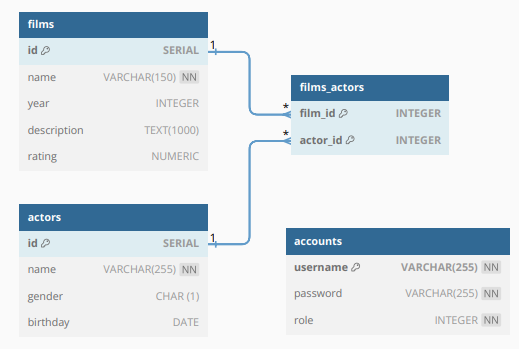 films
id SERIAL
name VARCHAR(150) NN
year INTEGER
description TEXT(1000)
rating NUMERIC
1
films_actors
* film_id INTEGER
* actor_id INTEGER
actors
id SERIAL
1
name VARCHAR(255) NN
gender CHAR (1)
birthday DATE
accounts
username VARCHAR(255) NN
password VARCHAR(255) NN
role INTEGER NN